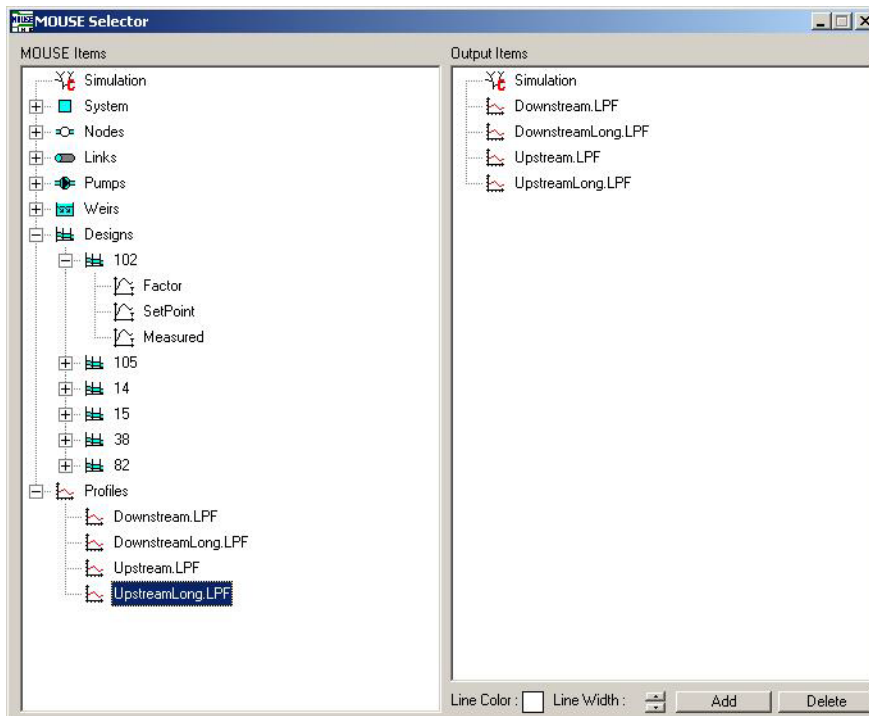 MOUSE Selector
MOUSE Items
Simulation
System
Nodes
Links
Pumps
Weirs
Designs
102
Factor
SetPoint
Measured
105
14
15
38
82
Profiles
Downstream.LPF
DownstreamLong.LPF
Upstream.LPF
UpstreamLong.LPF
Output Items
Simulation
Downstream.LPF
DownstreamLong.LPF
Upstream.LPF
UpstreamLong.LPF
Line Color : Line Width : Add Delete